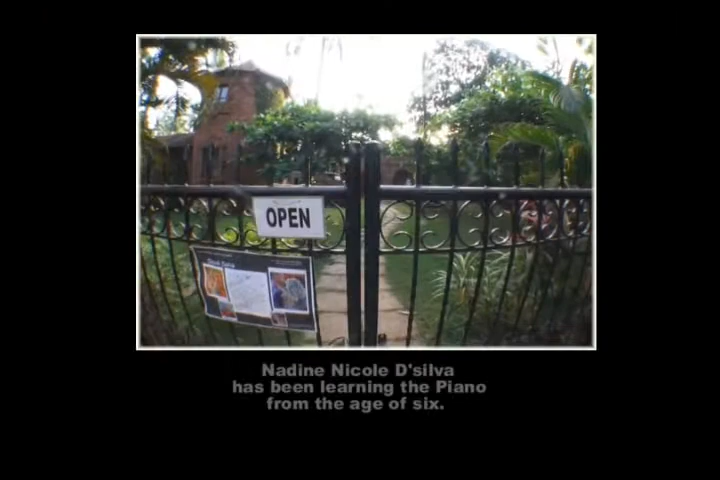 OPEN
Nadine Nicole D'silva
has been learning the Piano
from the age of six.